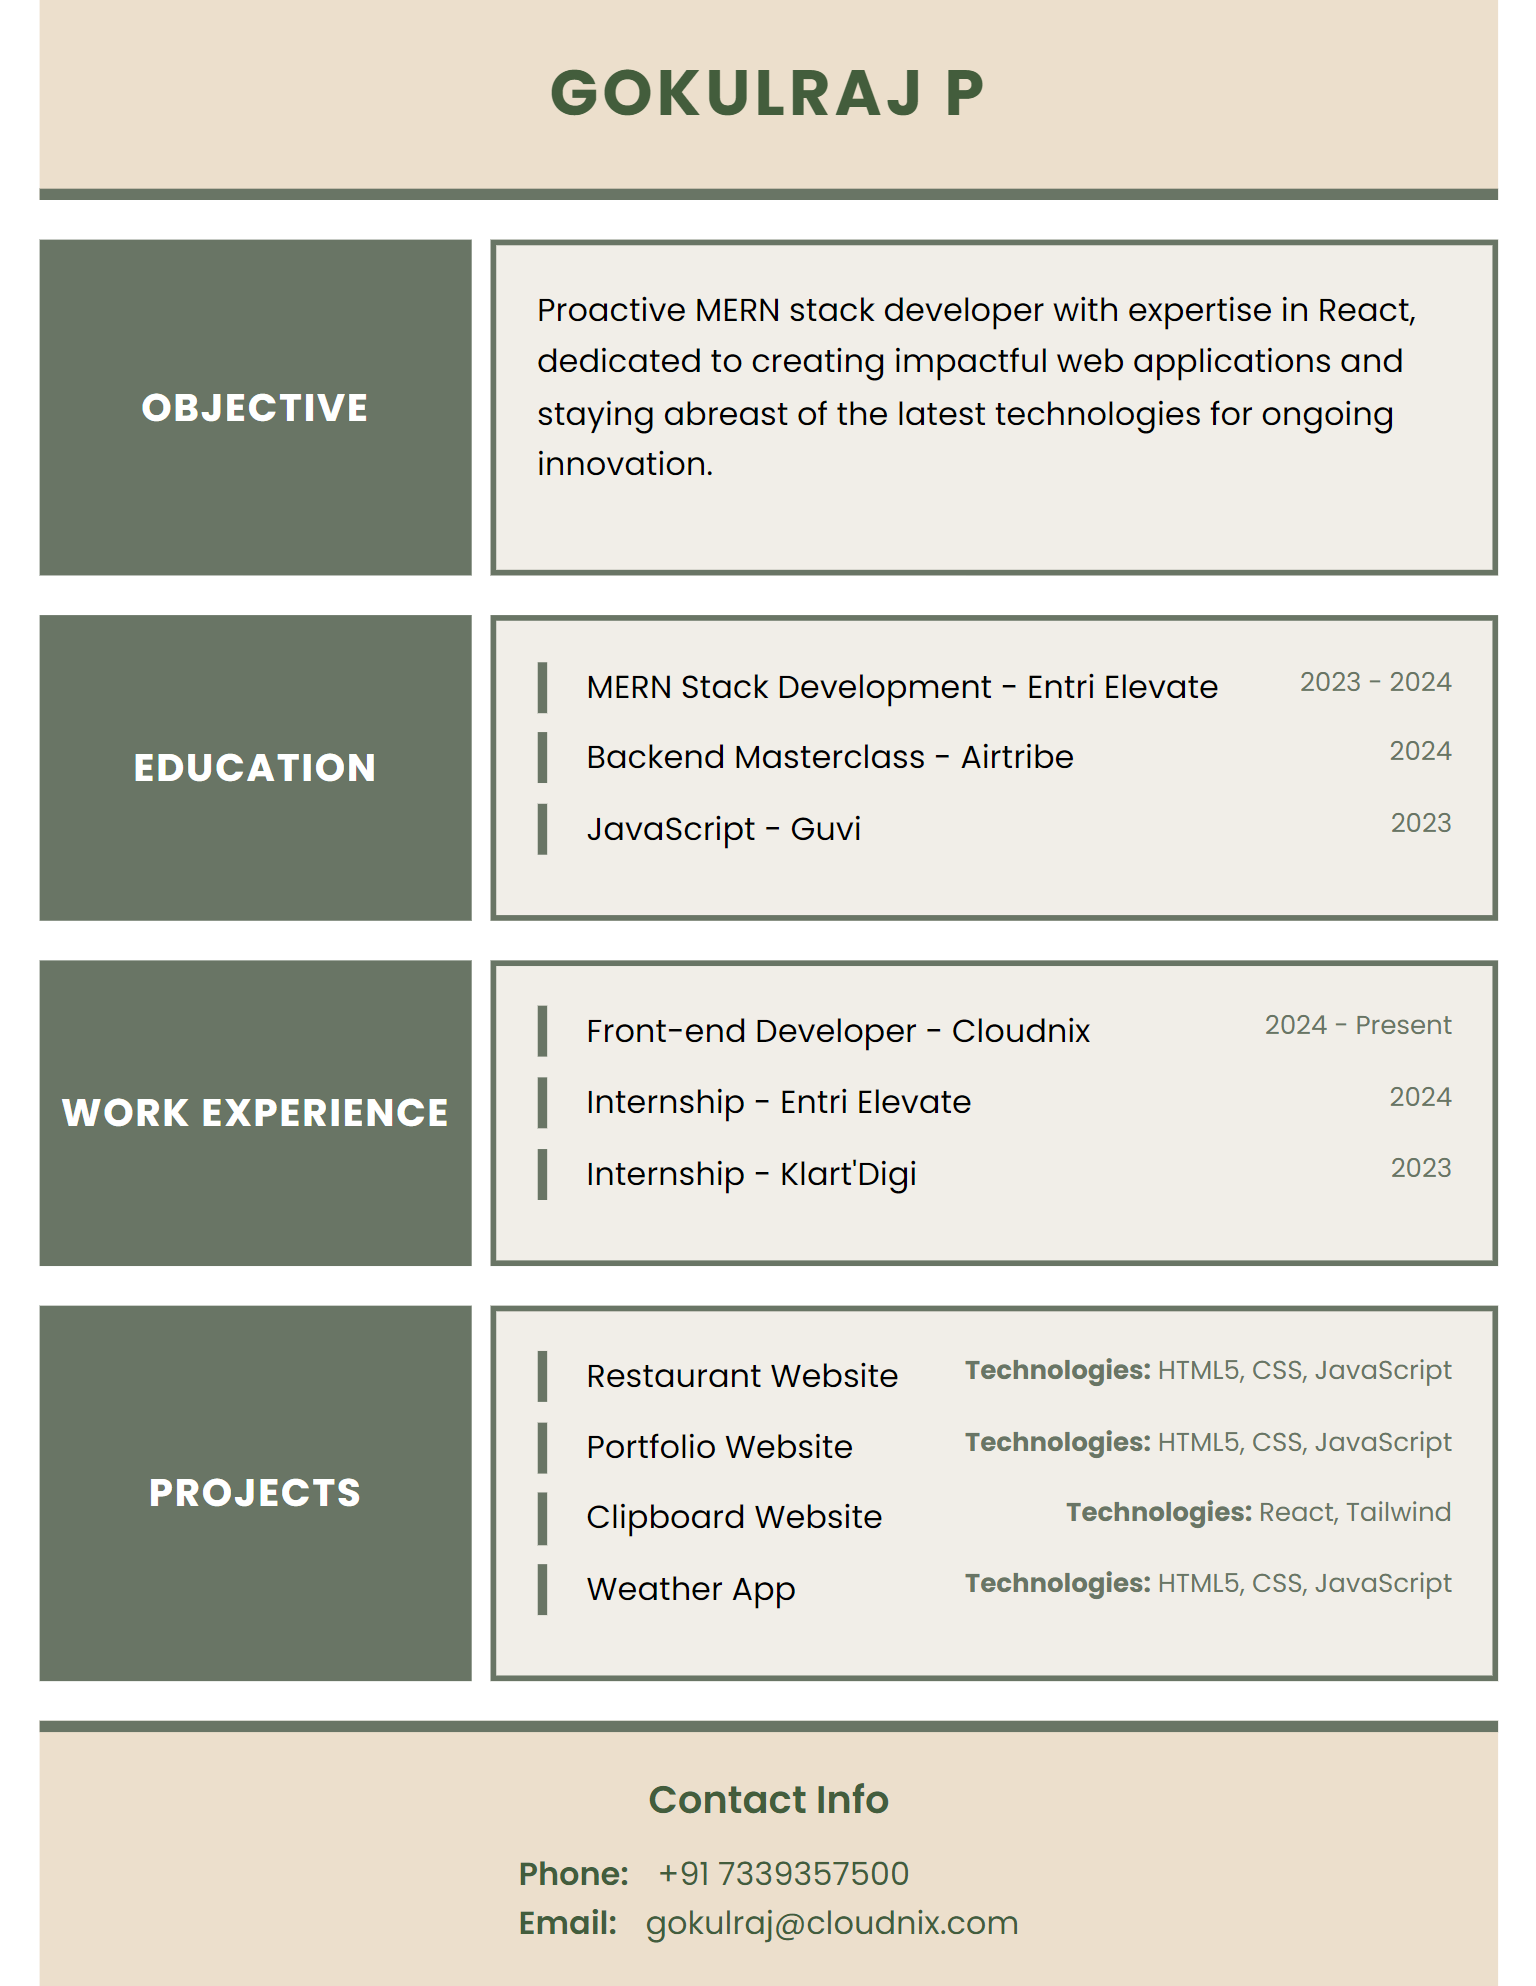 GOKULRAJ P
OBJECTIVE
Proactive MERN stack developer with expertise in React,
dedicated to creating impactful web applications and
staying abreast of the latest technologies for ongoing
innovation.
EDUCATION
MERN Stack Development - Entri Elevate 2023 - 2024
Backend Masterclass - Airtribe 2024
JavaScript - Guvi 2023
WORK EXPERIENCE
Front-end Developer - Cloudnix 2024 - Present
Internship - Entri Elevate 2024
Internship - Klart'Digi 2023
PROJECTS
Restaurant Website Technologies: HTML5, CSS, JavaScript
Portfolio Website Technologies: HTML5, CSS, JavaScript
Clipboard Website Technologies: React, Tailwind
Weather App Technologies: HTML5, CSS, JavaScript
Contact Info
Phone: +91 7339357500
Email: gokulraj@cloudnix.com